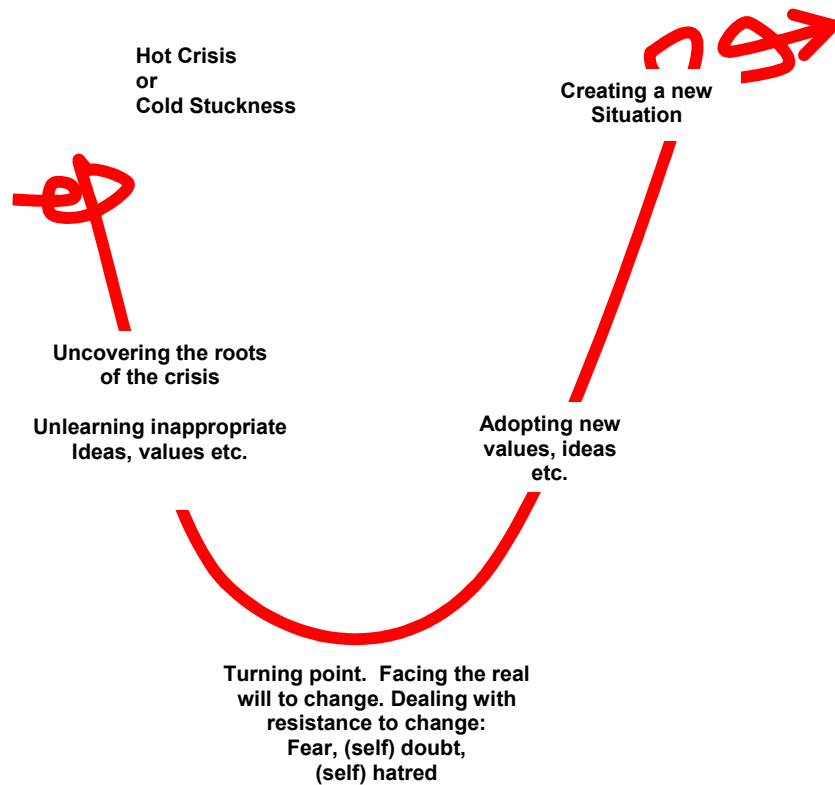 Hot Crisis
or
Cold Stuckness
Creating a new
Situation
Uncovering the roots
of the crisis
Unlearning inappropriate
Ideas, values etc.
Adopting new
values, ideas
etc.
Turning point.  Facing the real
will to change. Dealing with
resistance to change:
Fear, (self) doubt,
(self) hatred